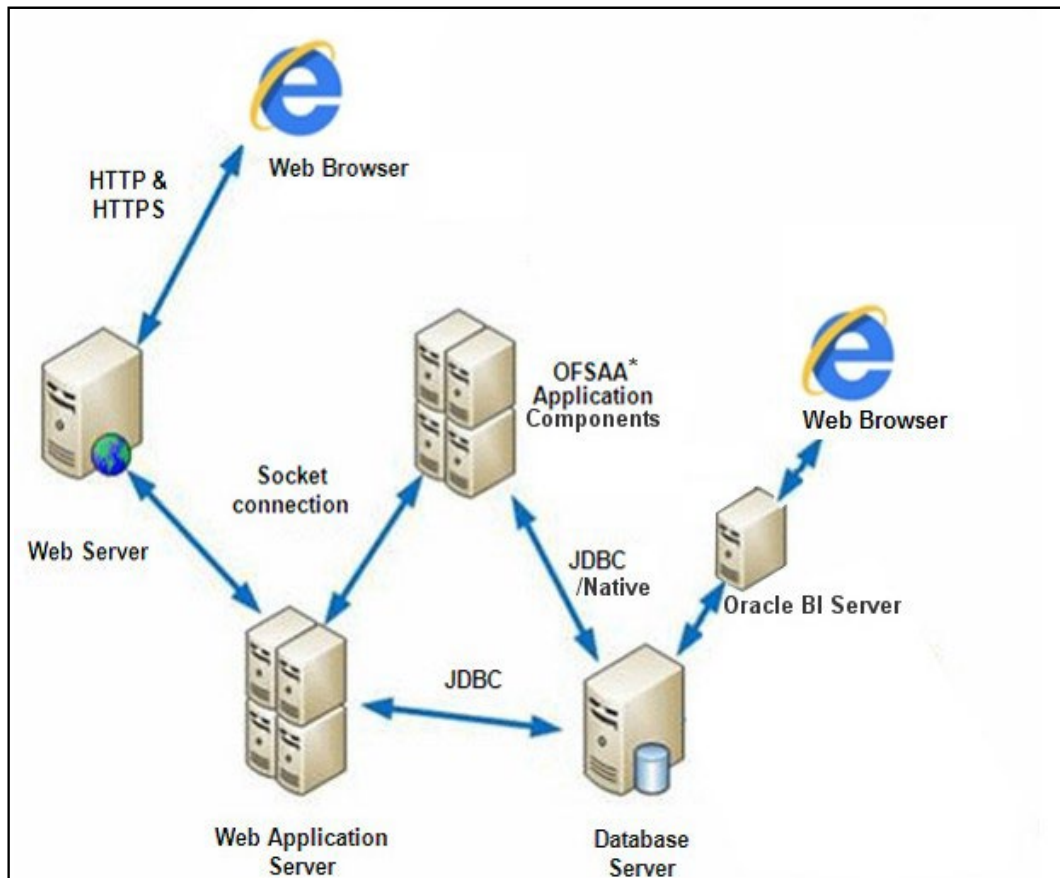 Web Browser
HTTP &
HTTPS
OFSAA*
Application
Components
Web Browser
Socket
connection
Web Server
JDBC
/Native
Oracle BI Server
JDBC
Web Application
Server
Database
Server